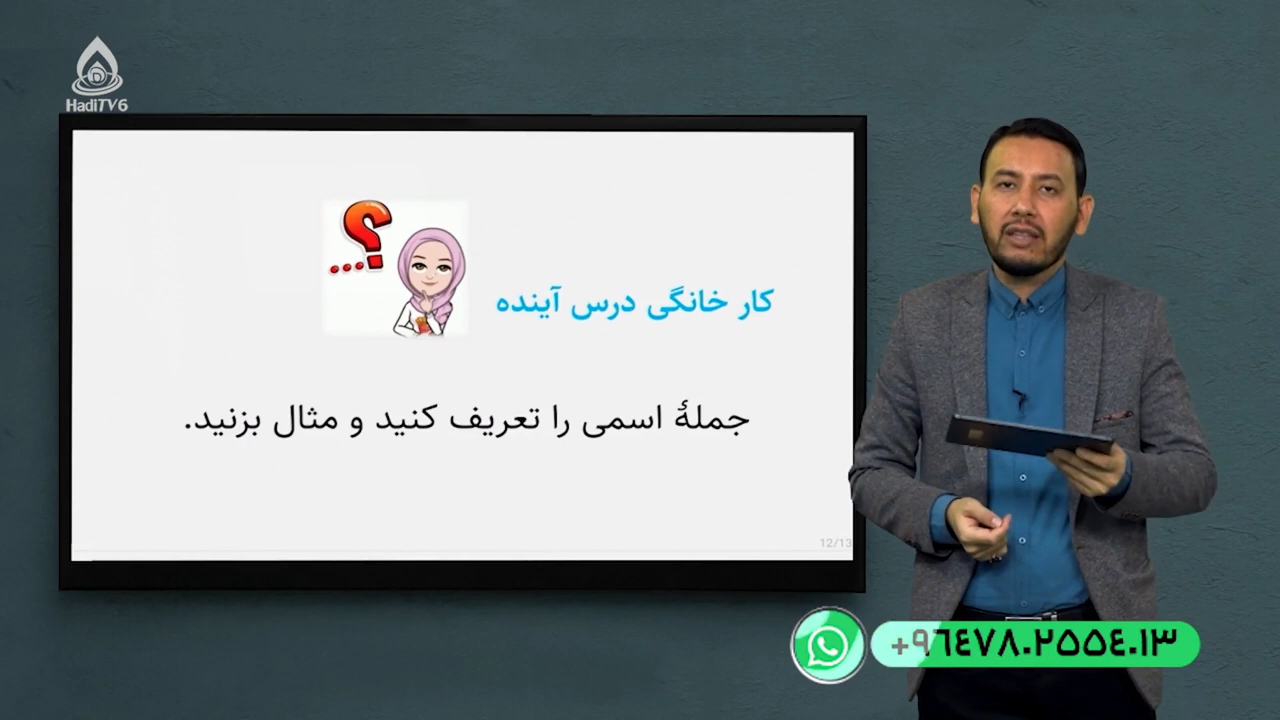 HadiTV6
کار خانگی درس آینده
جملهٔ اسمی را تعریف کنید و مثال بزنید.
12/13
+٩٦٤٧٨٠٢٥٥٤٠١٣